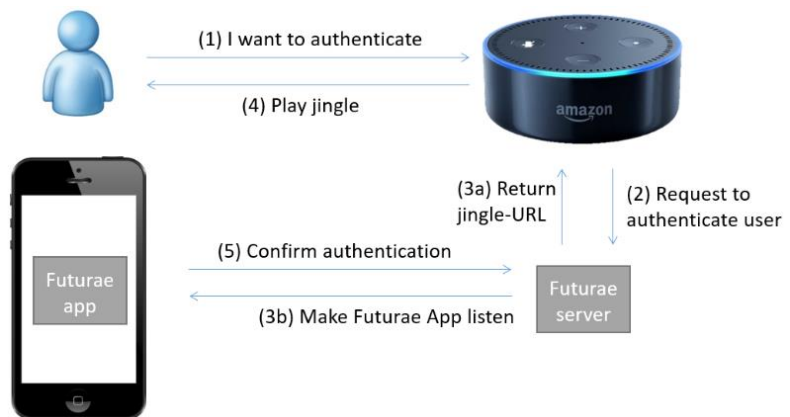 (1) I want to authenticate
(4) Play jingle
amazon
(3a) Return
jingle-URL
(2) Request to
authenticate user
(5) Confirm authentication
Futurae
app
Futurae
server
(3b) Make Futurae App listen